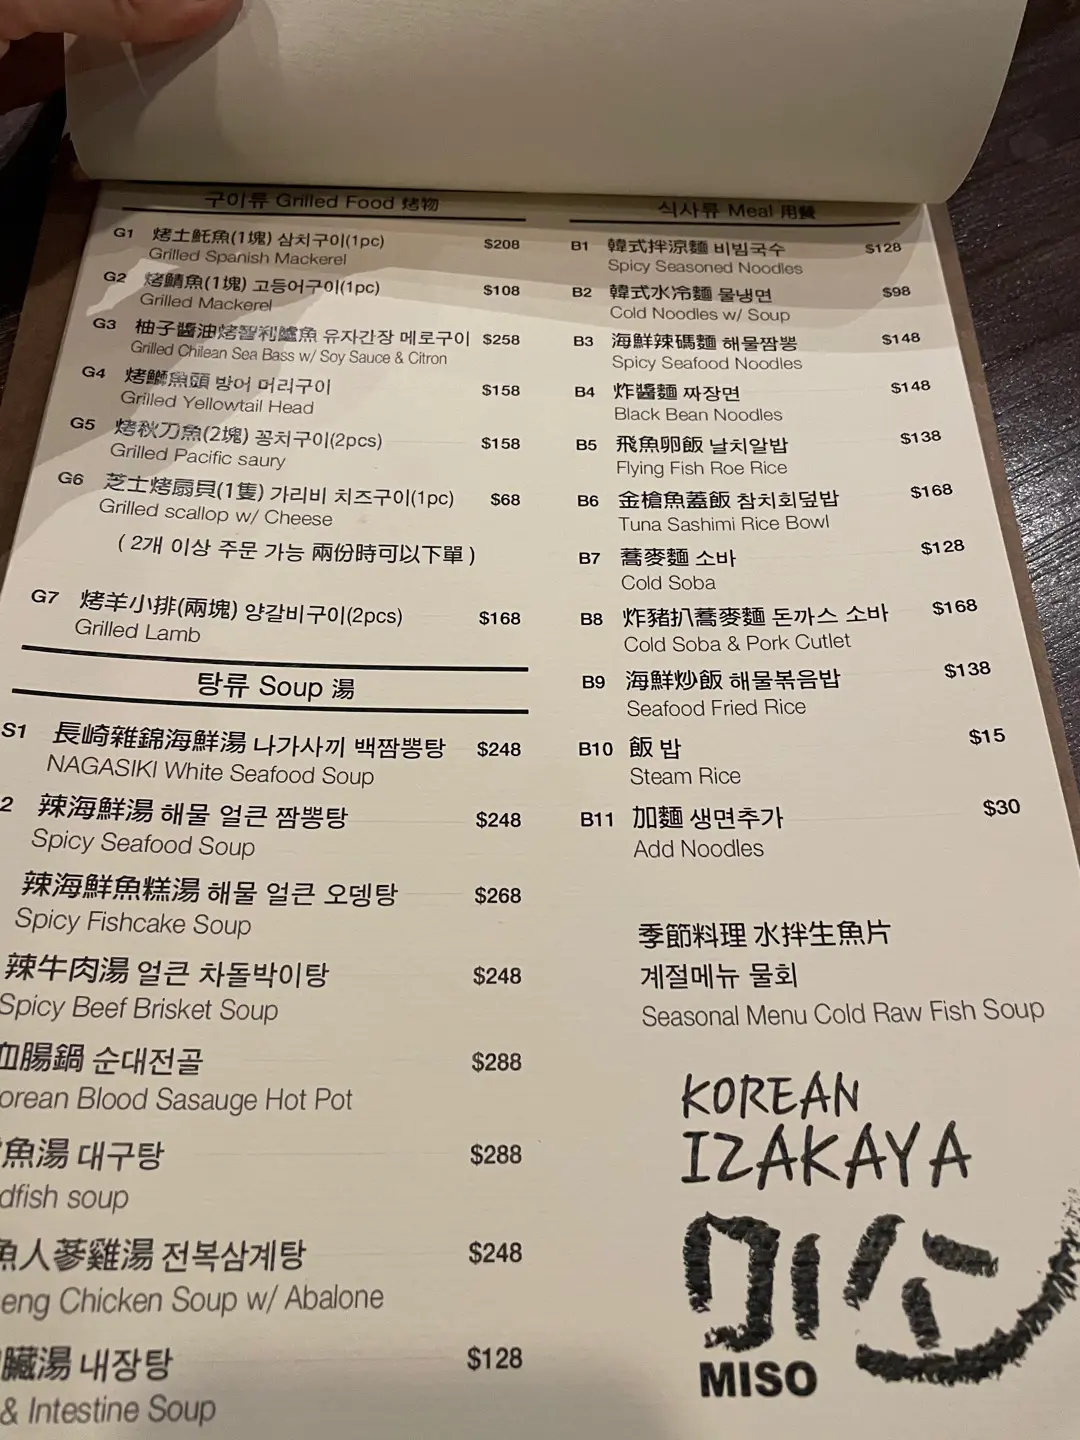 구이류 Grilled Food 烤物
G1 烤土魠魚(1塊) 삼치구이(1pc) $208
Grilled Spanish Mackerel
G2 烤鯖魚(1塊) 고등어구이(1pc) $108
Grilled Mackerel
G3 柚子醬油烤智利鱸魚 유자간장 메로구이 $258
Grilled Chilean Sea Bass w/ Soy Sauce & Citron
G4 烤鰤魚頭 방어 머리구이 $158
Grilled Yellowtail Head
G5 烤秋刀魚(2塊) 꽁치구이(2pcs) $158
Grilled Pacific saury
G6 芝士烤扇貝(1隻) 가리비 치즈구이(1pc) $68
Grilled scallop w/ Cheese
( 2개 이상 주문 가능 兩份時可以下單 )
G7 烤羊小排(兩塊) 양갈비구이(2pcs) $168
Grilled Lamb
탕류 Soup 湯
S1 長崎雜錦海鮮湯 나가사끼 백짬뽕탕 $248
NAGASIKI White Seafood Soup
2 辣海鮮湯 해물 얼큰 짬뽕탕 $248
Spicy Seafood Soup
辣海鮮魚糕湯 해물 얼큰 오뎅탕 $268
Spicy Fishcake Soup
辣牛肉湯 얼큰 차돌박이탕 $248
Spicy Beef Brisket Soup
血腸鍋 순대전골 $288
orean Blood Sasauge Hot Pot
魚湯 대구탕 $288
dfish soup
魚人蔘雞湯 전복삼계탕 $248
eng Chicken Soup w/ Abalone
臟湯 내장탕 $128
& Intestine Soup
식사류 Meal 用餐
B1 韓式拌涼麵 비빔국수 $128
Spicy Seasoned Noodles
B2 韓式水冷麵 물냉면 $98
Cold Noodles w/ Soup
B3 海鮮辣碼麵 해물짬뽕 $148
Spicy Seafood Noodles
B4 炸醬麵 짜장면 $148
Black Bean Noodles
B5 飛魚卵飯 날치알밥 $138
Flying Fish Roe Rice
B6 金槍魚蓋飯 참치회덮밥 $168
Tuna Sashimi Rice Bowl
B7 蕎麥麵 소바 $128
Cold Soba
B8 炸豬扒蕎麥麵 돈까스 소바 $168
Cold Soba & Pork Cutlet
B9 海鮮炒飯 해물볶음밥 $138
Seafood Fried Rice
B10 飯 밥 $15
Steam Rice
B11 加麵 생면추가 $30
Add Noodles
季節料理 水拌生魚片
계절메뉴 물회
Seasonal Menu Cold Raw Fish Soup
KOREAN
IZAKAYA
미소
MISO